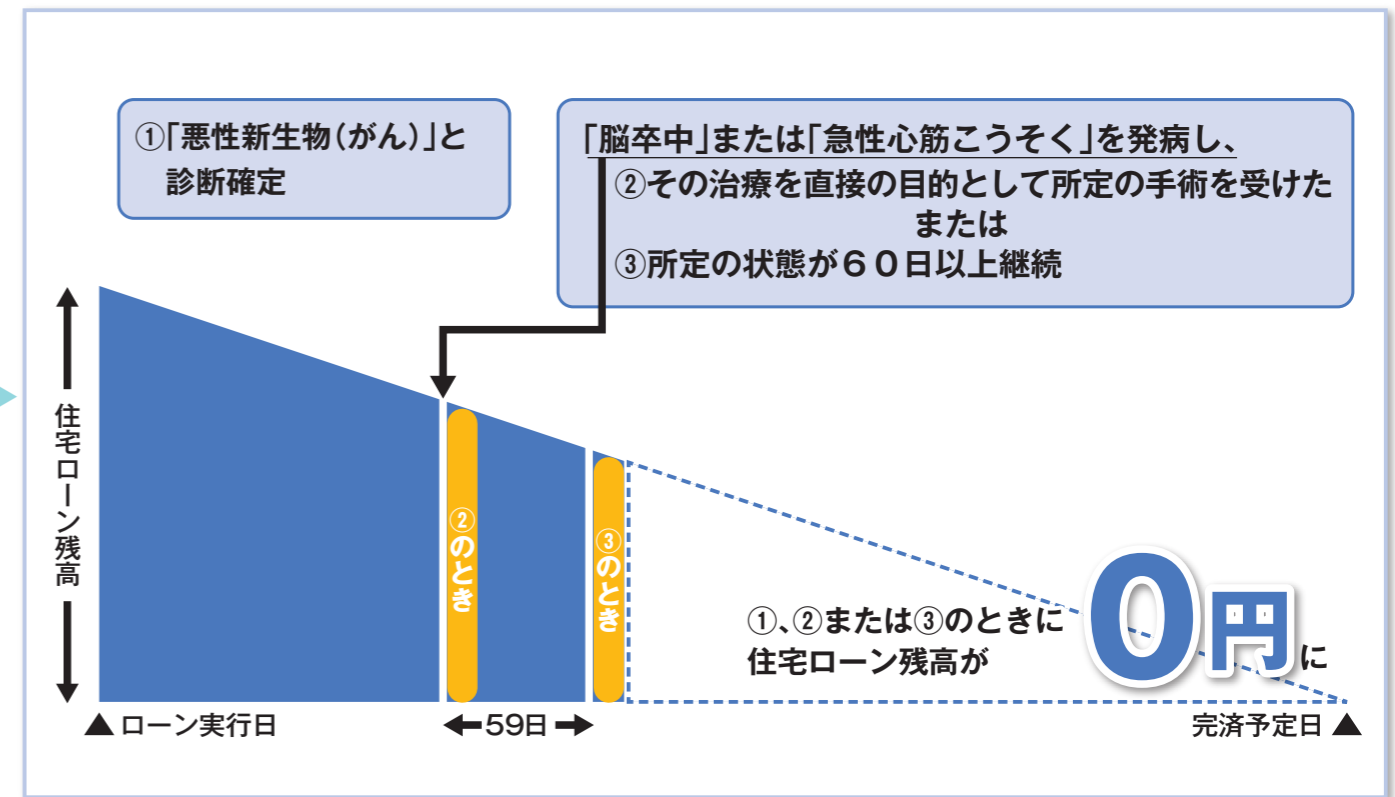 ①「悪性新生物(がん)」と
診断確定
「脳卒中」または「急性心筋こうそく」を発病し、
②その治療を直接の目的として所定の手術を受けた
または
③所定の状態が６０日以上継続
住宅ローン残高
②のとき
③のとき
①、②または③のときに
住宅ローン残高が
0円に
▲ローン実行日
59日
完済予定日▲